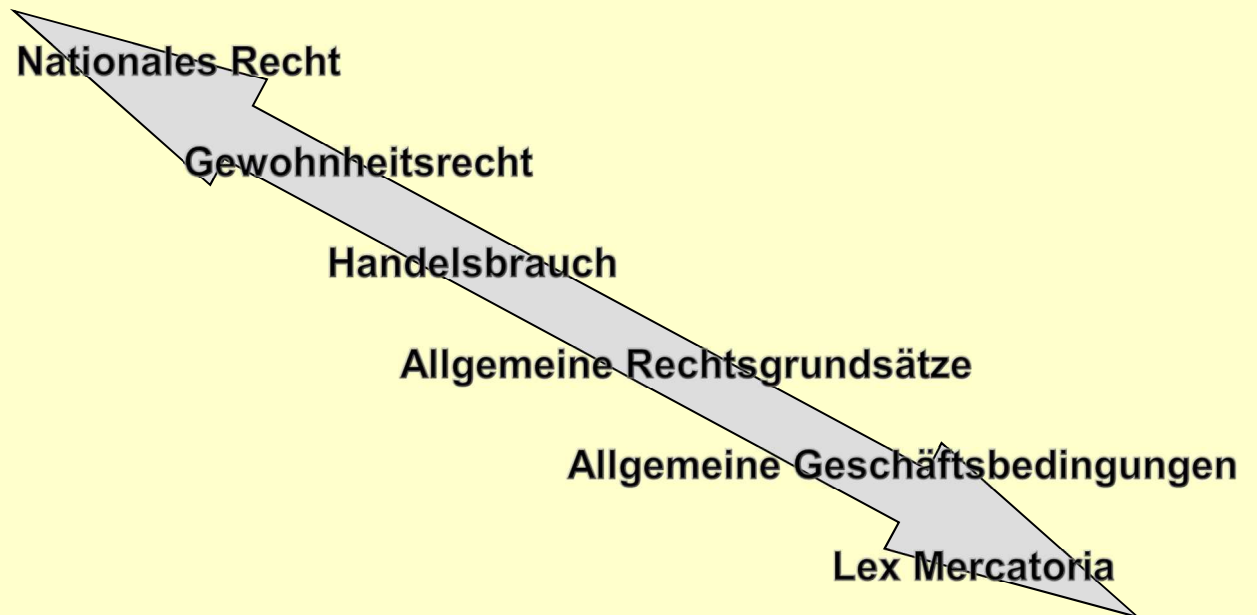 Nationales Recht
Gewohnheitsrecht
Handelsbrauch
Allgemeine Rechtsgrundsätze
Allgemeine Geschäftsbedingungen
Lex Mercatoria